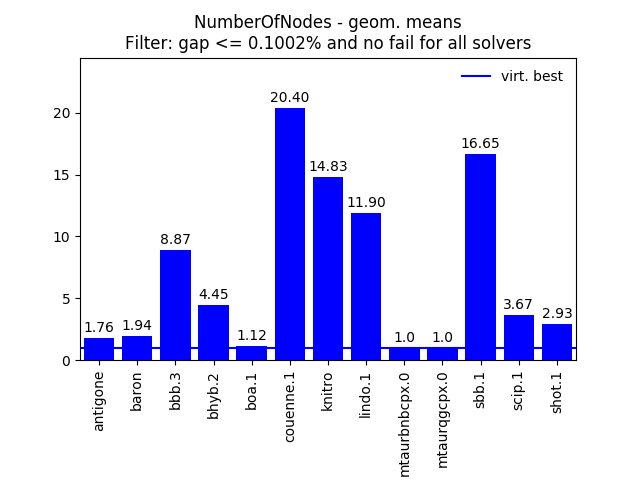 NumberOfNodes - geom. means
Filter: gap <= 0.1002% and no fail for all solvers
virt. best
20
15
10
5
0
1.76
1.94
8.87
4.45
1.12
20.40
14.83
11.90
1.0
1.0
16.65
3.67
2.93
antigone
baron
bbb.3
bhyb.2
boa.1
couenne.1
knitro
lindo.1
mtaurbnbcpx.0
mtaurqgcpx.0
sbb.1
scip.1
shot.1